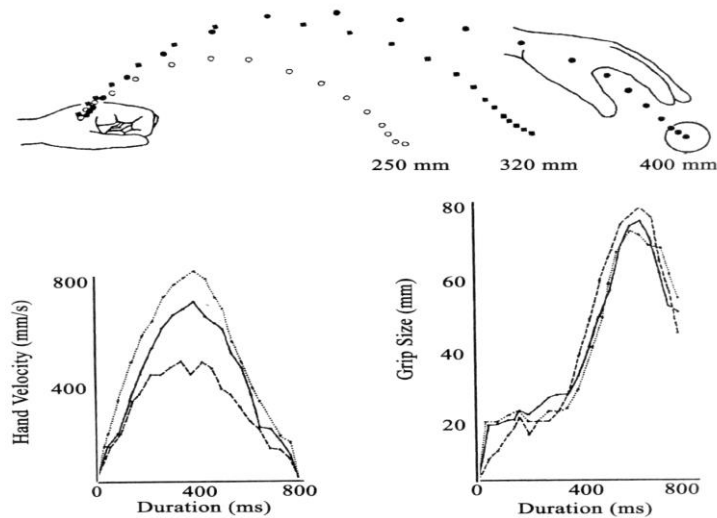 250 mm 320 mm 400 mm
Hand Velocity (mm/s)
800
400
0 400 800
Duration (ms)
Grip Size (mm)
80
60
40
20
0 400 800
Duration (ms)